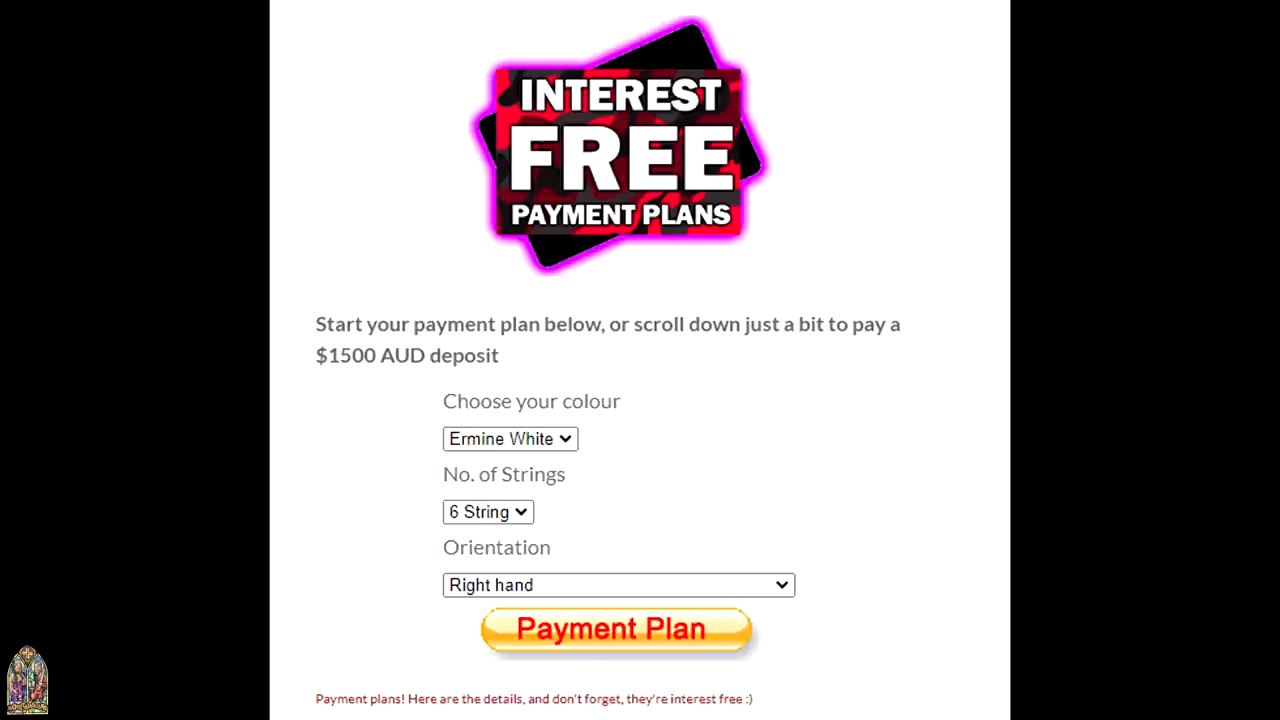 INTEREST
FREE
PAYMENT PLANS
Start your payment plan below, or scroll down just a bit to pay a
$1500 AUD deposit
Choose your colour
Ermine White
No. of Strings
6 String
Orientation
Right hand
Payment Plan
Payment plans! Here are the details, and don't forget, they're interest free :)